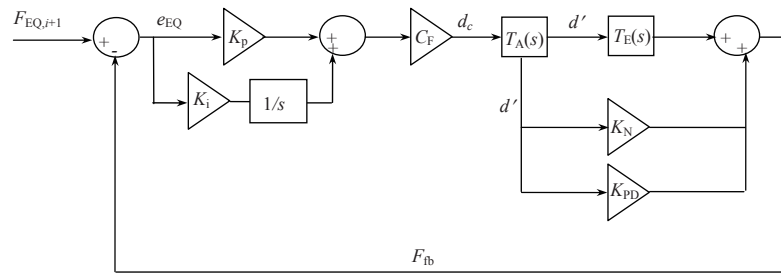 F_EQ,i+1
e_EQ
K_p
C_F
d_c
T_A(s)
d′
T_E(s)
+
-
+
+
+
+
K_i
1/s
d′
K_N
K_PD
F_fb